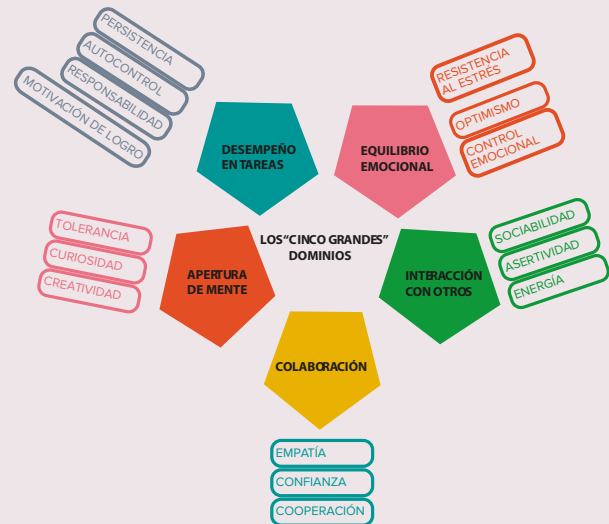 PERSISTENCIA
AUTOCONTROL
RESPONSABILIDAD
MOTIVACIÓN DE LOGRO
RESISTENCIA
AL ESTRÉS
OPTIMISMO
CONTROL
EMOCIONAL
DESEMPEÑO
EN TAREAS
EQUILIBRIO
EMOCIONAL
TOLERANCIA
CURIOSIDAD
CREATIVIDAD
LOS “CINCO GRANDES”
DOMINIOS
SOCIABILIDAD
ASERTIVIDAD
ENERGÍA
APERTURA
DE MENTE
INTERACCIÓN
CON OTROS
COLABORACIÓN
EMPATÍA
CONFIANZA
COOPERACIÓN